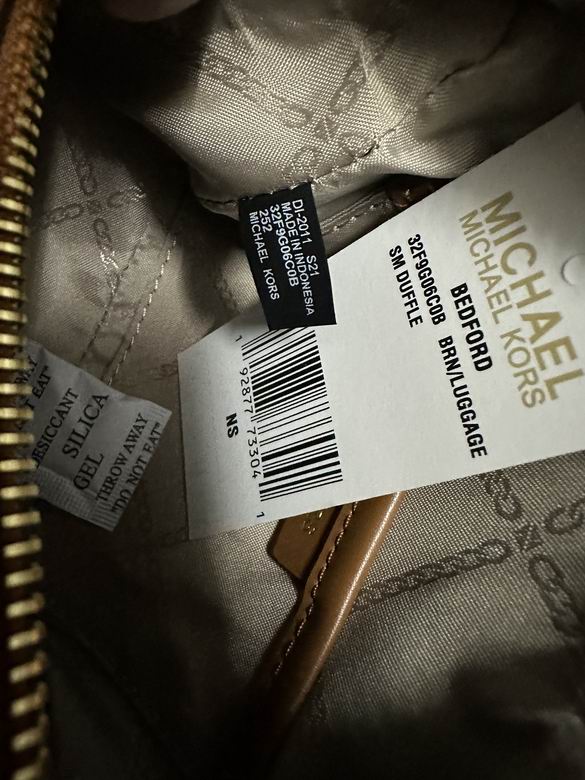 DI-2011 S21
MADE IN INDONESIA
32F9G06C0B
252
MICHAEL KORS
MICHAEL
MICHAEL KORS
BEDFORD
32F9G06C0B BRN/LUGGAGE
SM DUFFLE
1 92877 73304 1
NS
EAT"
DESICCANT
SILICA
GEL
THROW AWAY
"DO NOT EAT"